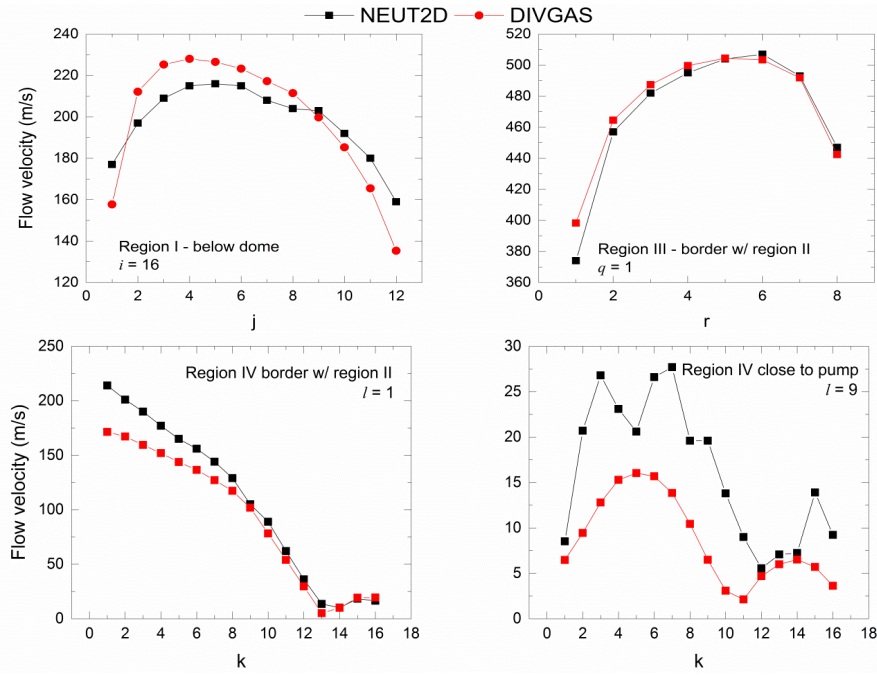 NEUT2D DIVGAS
240
220
200
180
160
140
120
Flow velocity (m/s)
Region I - below dome
i = 16
0 2 4 6 8 10 12
j
520
500
480
460
440
420
400
380
360
Region III - border w/ region II
q = 1
0 2 4 6 8
r
250
200
150
100
50
0
Flow velocity (m/s)
Region IV border w/ region II
l = 1
0 2 4 6 8 10 12 14 16 18
k
30
25
20
15
10
5
0
Region IV close to pump
l = 9
0 2 4 6 8 10 12 14 16 18
k